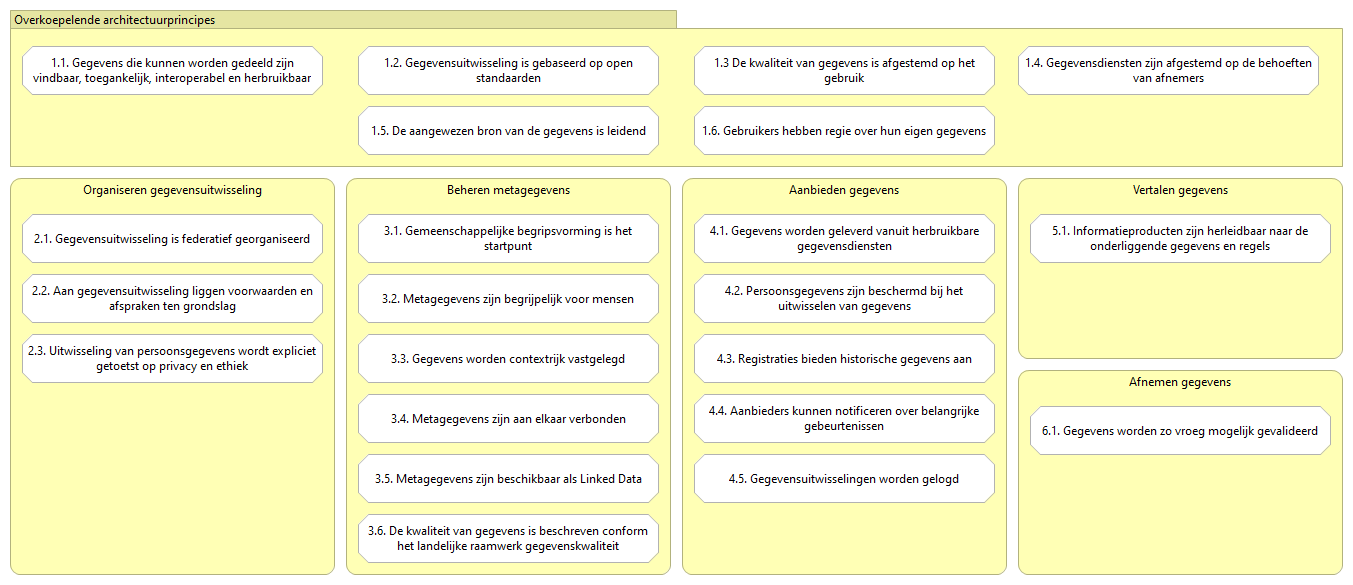 Overkoepelende architectuurprincipes
1.1. Gegevens die kunnen worden gedeeld zijn
vindbaar, toegankelijk, interoperabel en herbruikbaar
1.2. Gegevensuitwisseling is gebaseerd op open
standaarden
1.3 De kwaliteit van gegevens is afgestemd op het
gebruik
1.4. Gegevensdiensten zijn afgestemd op de behoeften
van afnemers
1.5. De aangewezen bron van de gegevens is leidend
1.6. Gebruikers hebben regie over hun eigen gegevens
Organiseren gegevensuitwisseling
2.1. Gegevensuitwisseling is federatief georganiseerd
2.2. Aan gegevensuitwisseling liggen voorwaarden en
afspraken ten grondslag
2.3. Uitwisseling van persoonsgegevens wordt expliciet
getoetst op privacy en ethiek
Beheren metagegevens
3.1. Gemeenschappelijke begripsvorming is het
startpunt
3.2. Metagegevens zijn begrijpelijk voor mensen
3.3. Gegevens worden contextrijk vastgelegd
3.4. Metagegevens zijn aan elkaar verbonden
3.5. Metagegevens zijn beschikbaar als Linked Data
3.6. De kwaliteit van gegevens is beschreven conform
het landelijke raamwerk gegevenskwaliteit
Aanbieden gegevens
4.1. Gegevens worden geleverd vanuit herbruikbare
gegevensdiensten
4.2. Persoonsgegevens zijn beschermd bij het
uitwisselen van gegevens
4.3. Registraties bieden historische gegevens aan
4.4. Aanbieders kunnen notificeren over belangrijke
gebeurtenissen
4.5. Gegevensuitwisselingen worden gelogd
Vertalen gegevens
5.1. Informatieproducten zijn herleidbaar naar de
onderliggende gegevens en regels
Afnemen gegevens
6.1. Gegevens worden zo vroeg mogelijk gevalideerd